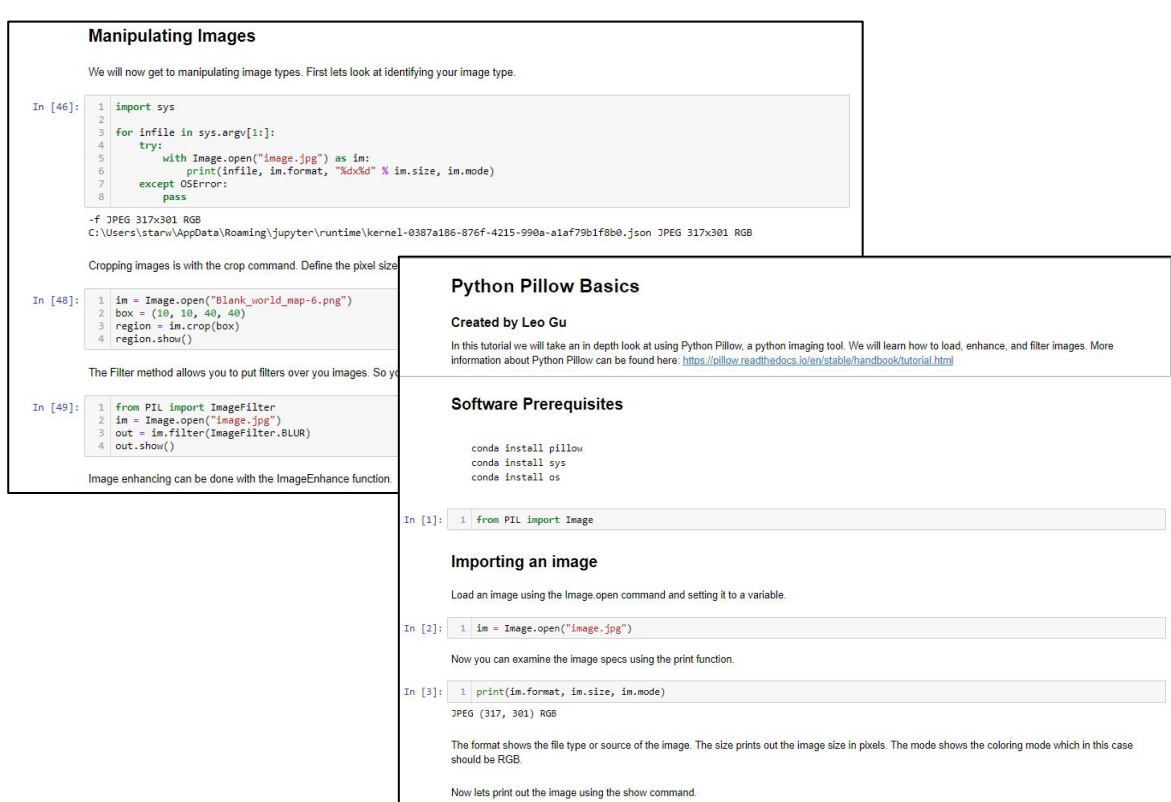 Manipulating Images
We will now get to manipulating image types. First lets look at identifying your image type.
In [46]:
1 import sys
2
3 for infile in sys.argv[1:]:
4     try:
5         with Image.open("image.jpg") as im:
6             print(infile, im.format, "%dx%d" % im.size, im.mode)
7     except OSError:
8         pass
-f JPEG 317x301 RGB
C:\Users\starw\AppData\Roaming\jupyter\runtime\kernel-0387a186-876f-4215-990a-a1af79b1f8b0.json JPEG 317x301 RGB
Cropping images is with the crop command. Define the pixel size
In [48]:
1 im = Image.open("Blank_world_map-6.png")
2 box = (10, 10, 40, 40)
3 region = im.crop(box)
4 region.show()
The Filter method allows you to put filters over you images. So
In [49]:
1 from PIL import ImageFilter
2 im = Image.open("image.jpg")
3 out = im.filter(ImageFilter.BLUR)
4 out.show()
Image enhancing can be done with the ImageEnhance function.
Python Pillow Basics
Created by Leo Gu
In this tutorial we will take an in depth look at using Python Pillow, a python imaging tool. We will learn how to load, enhance, and filter images. More
information about Python Pillow can be found here: https://pillow.readthedocs.io/en/stable/handbook/tutorial.html
Software Prerequisites
conda install pillow
conda install sys
conda install os
In [1]: 1 from PIL import Image
Importing an image
Load an image using the Image.open command and setting it to a variable.
In [2]: 1 im = Image.open("image.jpg")
Now you can examine the image specs using the print function.
In [3]: 1 print(im.format, im.size, im.mode)
JPEG (317, 301) RGB
The format shows the file type or source of the image. The size prints out the image size in pixels. The mode shows the coloring mode which in this case
should be RGB.
Now lets print out the image using the show command.